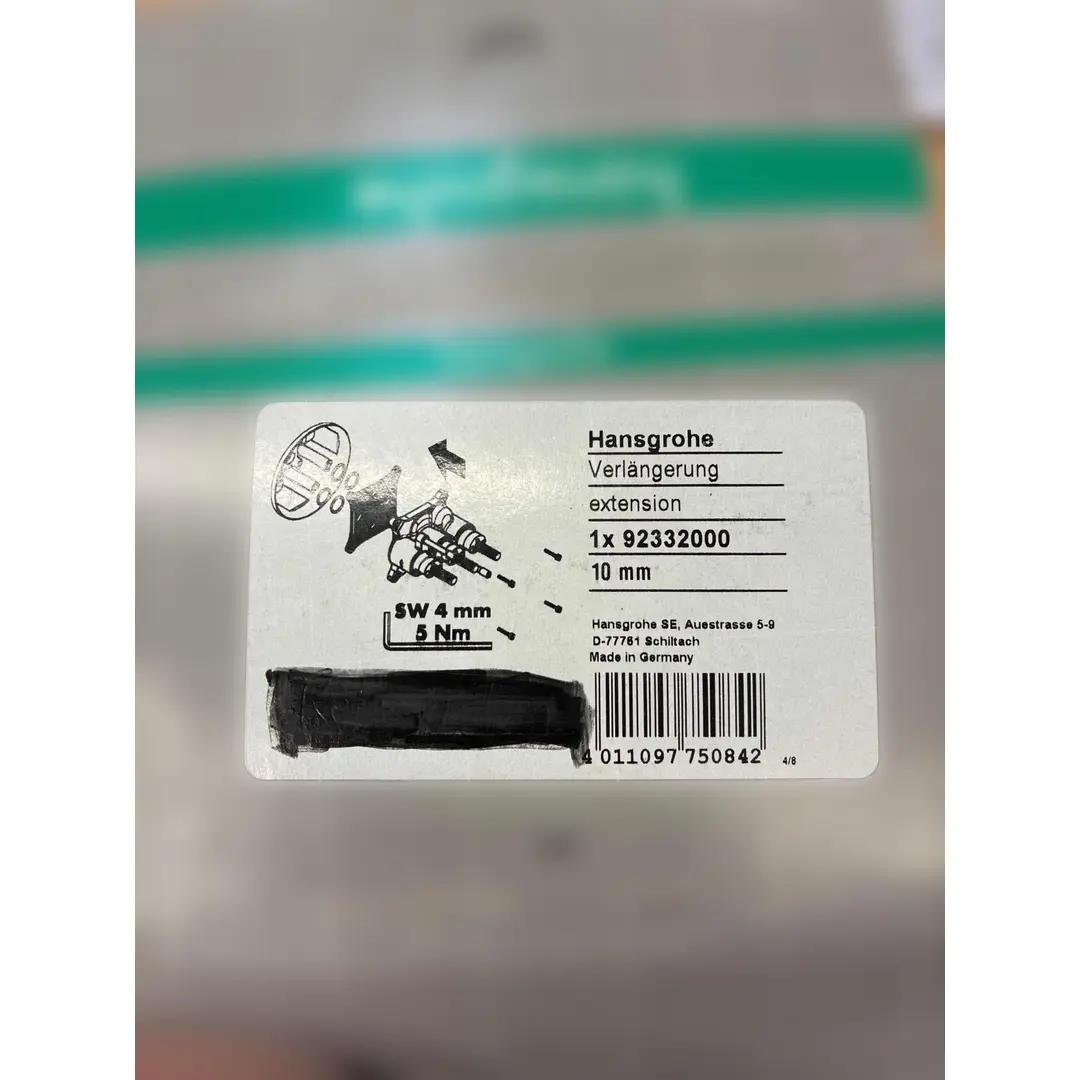 Hansgrohe
Verlängerung
extension
1x 92332000
10 mm
SW 4 mm
5 Nm
Hansgrohe SE, Auestrasse 5-9
D-77761 Schiltach
Made in Germany
4 011097 750842
4/8